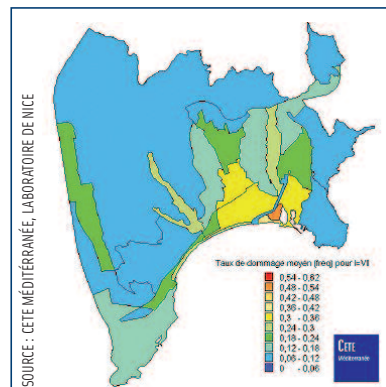 SOURCE : CETE MÉDITÉRRANÉE, LABORATOIRE DE NICE
Taux de dommage moyen (freq) pour I=VII
0,54 - 0,62
0,48 - 0,54
0,42 - 0,48
0,36 - 0,42
0,3 - 0,36
0,24 - 0,3
0,18 - 0,24
0,12 - 0,18
0,06 - 0,12
0 - 0,06
CETE
Méditerranée